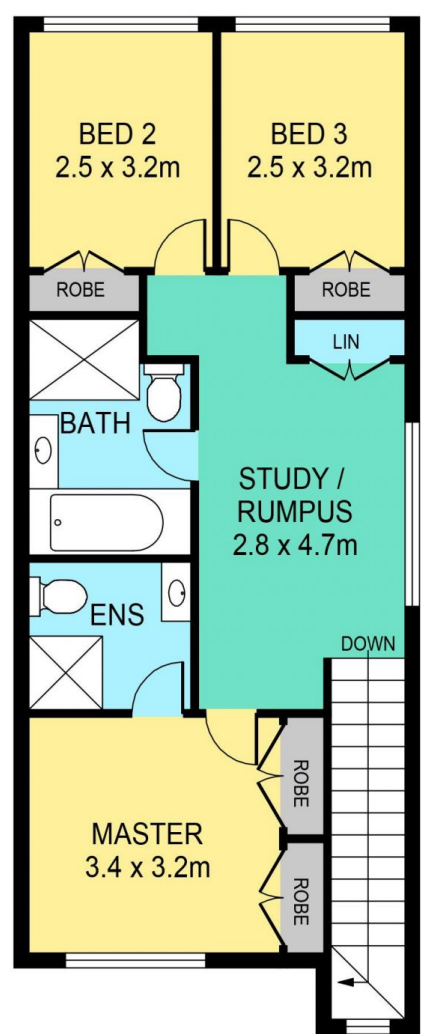 BED 2
2.5 x 3.2m
BED 3
2.5 x 3.2m
ROBE
ROBE
LIN
BATH
STUDY /
RUMPUS
2.8 x 4.7m
ENS
DOWN
ROBE
MASTER
3.4 x 3.2m
ROBE